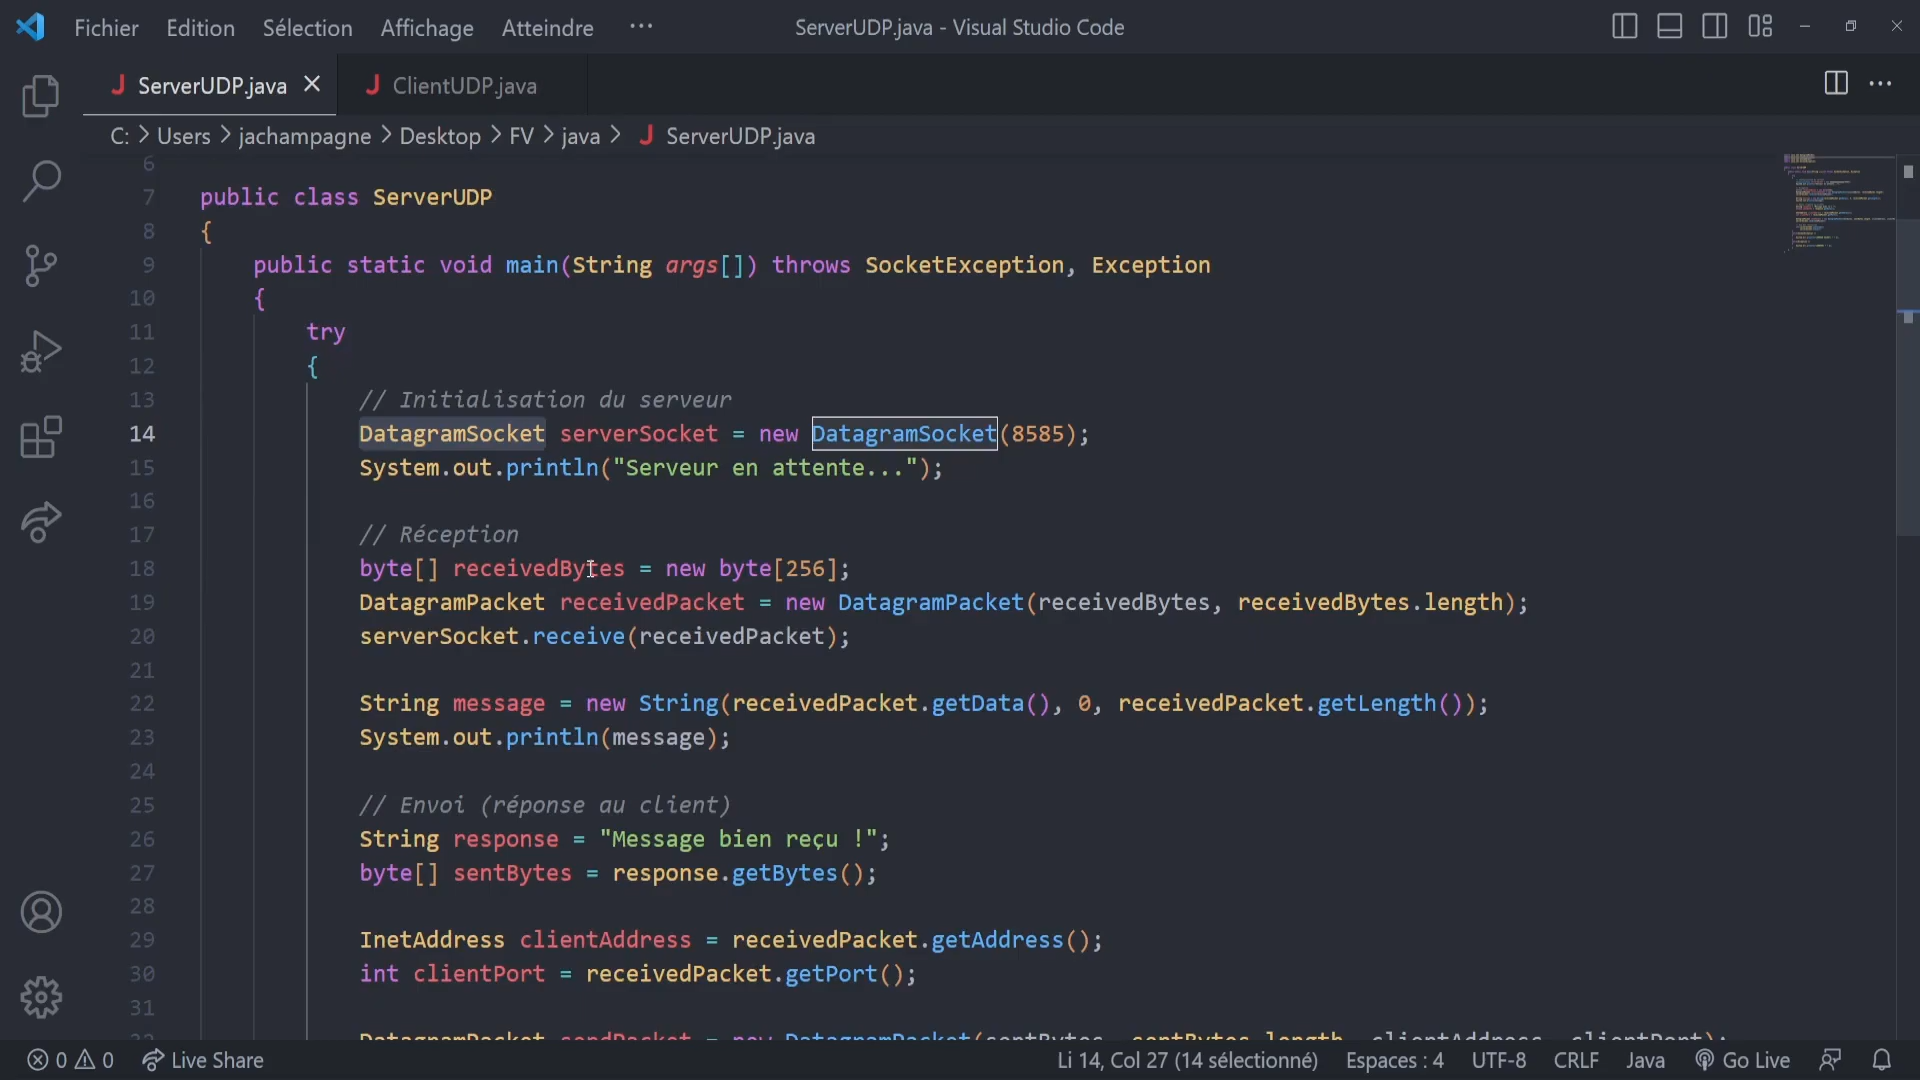 Fichier Edition Sélection Affichage Atteindre ··· ServerUDP.java - Visual Studio Code
J ServerUDP.java J ClientUDP.java
C: > Users > jachampagne > Desktop > FV > java > J ServerUDP.java
6
7 public class ServerUDP
8 {
9 public static void main(String args[]) throws SocketException, Exception
10 {
11 try
12 {
13 // Initialisation du serveur
14 DatagramSocket serverSocket = new DatagramSocket(8585);
15 System.out.println("Serveur en attente...");
16
17 // Réception
18 byte[] receivedBytes = new byte[256];
19 DatagramPacket receivedPacket = new DatagramPacket(receivedBytes, receivedBytes.length);
20 serverSocket.receive(receivedPacket);
21
22 String message = new String(receivedPacket.getData(), 0, receivedPacket.getLength());
23 System.out.println(message);
24
25 // Envoi (réponse au client)
26 String response = "Message bien reçu !";
27 byte[] sentBytes = response.getBytes();
28
29 InetAddress clientAddress = receivedPacket.getAddress();
30 int clientPort = receivedPacket.getPort();
31
DatagramPacket sendPacket = new DatagramPacket(sentBytes, sentBytes.length, clientAddress, clientPort);
0 0 Live Share Li 14, Col 27 (14 sélectionné) Espaces : 4 UTF-8 CRLF Java Go Live